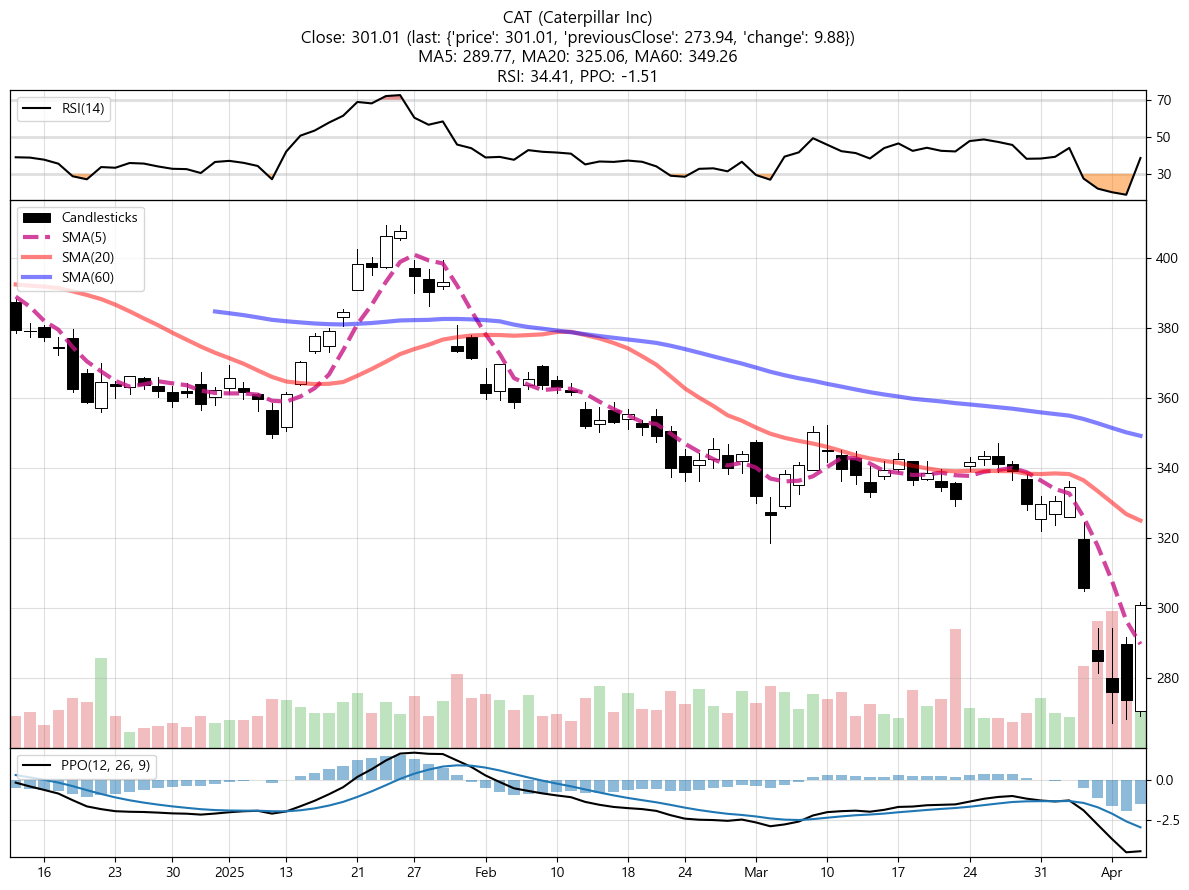 CAT (Caterpillar Inc)
Close: 301.01 (last: {'price': 301.01, 'previousClose': 273.94, 'change': 9.88})
MA5: 289.77, MA20: 325.06, MA60: 349.26
RSI: 34.41, PPO: -1.51
RSI(14)
70
50
30
Candlesticks
SMA(5)
SMA(20)
SMA(60)
400
380
360
340
320
300
280
PPO(12, 26, 9)
0.0
−2.5
16 23 30 2025 13 21 27 Feb 10 18 24 Mar 10 17 24 31 Apr